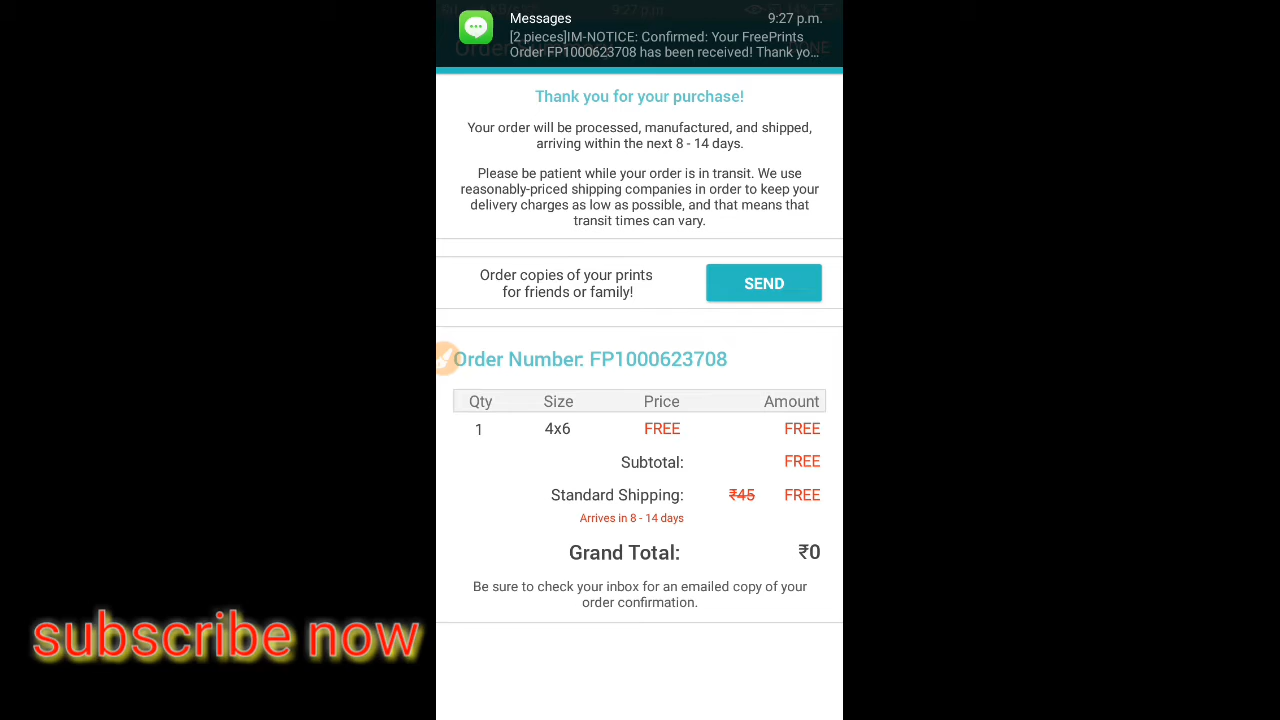 Messages
9:27 p.m.
[2 pieces]IM-NOTICE: Confirmed: Your FreePrints
Order FP1000623708 has been received! Thank yo...
Thank you for your purchase!
Your order will be processed, manufactured, and shipped,
arriving within the next 8 - 14 days.
Please be patient while your order is in transit. We use
reasonably-priced shipping companies in order to keep your
delivery charges as low as possible, and that means that
transit times can vary.
Order copies of your prints
for friends or family!
SEND
Order Number: FP1000623708
Qty Size Price Amount
1 4x6 FREE FREE
Subtotal: FREE
Standard Shipping: ₹45 FREE
Arrives in 8 - 14 days
Grand Total: ₹0
Be sure to check your inbox for an emailed copy of your
order confirmation.
subscribe now